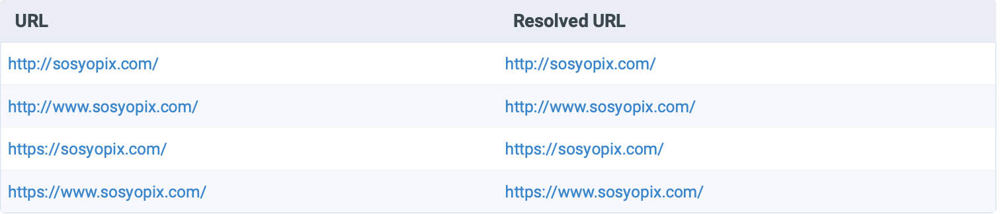 URL Resolved URL
http://sosyopix.com/ http://sosyopix.com/
http://www.sosyopix.com/ http://www.sosyopix.com/
https://sosyopix.com/ https://sosyopix.com/
https://www.sosyopix.com/ https://www.sosyopix.com/